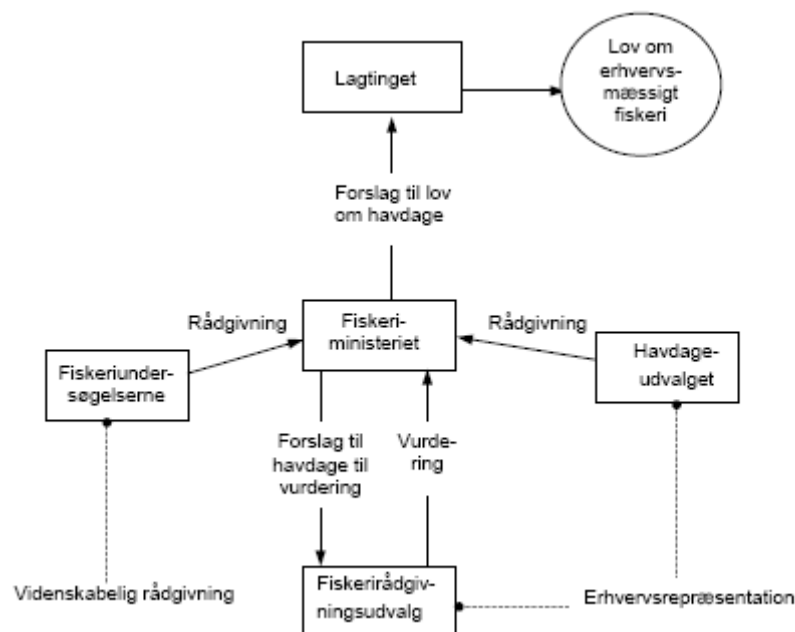 Lagtinget
Lov om
erhvervs-
mæssigt
fiskeri
Forslag til lov
om havdage
Rådgivning
Fiskeri-
ministeriet
Rådgivning
Fiskeriunder-
søgelserne
Havdage-
udvalget
Forslag til
havdage til
vurdering
Vurde-
ring
Videnskabelig rådgivning
Fiskerirådgiv-
ningsudvalg
Erhvervsrepræsentation